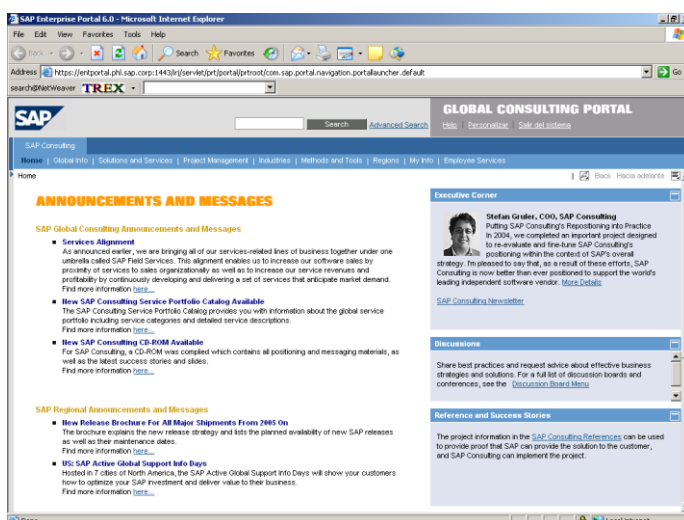 SAP Enterprise Portal 6.0 - Microsoft Internet Explorer
File Edit View Favorites Tools Help
Back Search Favorites
Address https://entportal.phl.sap.corp:1443/irj/servlet/prt/portal/prtroot/com.sap.portal.navigation.portallauncher.default Go
search@NetWeaver TREX
SAP
Search Advanced Search
GLOBAL CONSULTING PORTAL
Help | Personalizar | Salir del sistema
SAP Consulting
Home | Global Info | Solutions and Services | Project Management | Industries | Methods and Tools | Regions | My Info | Employee Services
Home
Back Hacia adelante
ANNOUNCEMENTS AND MESSAGES
SAP Global Consulting Announcements and Messages
Services Alignment
As announced earlier, we are bringing all of our services-related lines of business together under one
umbrella called SAP Field Services. This alignment enables us to increase our software sales by
proximity of services to sales organizationally as well as to increase our service revenues and
profitability by continuously developing and delivering a set of services that anticipate market demand.
Find more information here...
New SAP Consulting Service Portfolio Catalog Available
The SAP Consulting Service Portfolio Catalog provides you with information about the global service
portfolio including service categories and detailed service descriptions.
Find more information here...
New SAP Consulting CD-ROM Available
For SAP Consulting, a CD-ROM was compiled which contains all positioning and messaging materials, as
well as the latest success stories and slides.
Find more information here...
SAP Regional Announcements and Messages
New Release Brochure For All Major Shipments From 2005 On
The brochure explains the new release strategy and lists the planned availability of new SAP releases
as well as their maintenance dates.
Find more information here...
US: SAP Active Global Support Info Days
Hosted in 7 cities of North America, the SAP Active Global Support Info Days will show your customers
how to optimize your SAP investment and deliver value to their business.
Find more information here...
Executive Corner
Stefan Gruler, COO, SAP Consulting
Putting SAP Consulting's Repositioning into Practice
In 2004, we completed an important project designed
to re-evaluate and fine-tune SAP Consulting's
positioning within the context of SAP's overall
strategy. I'm pleased to say that, as a result of these efforts, SAP
Consulting is now better than ever positioned to support the world's
leading independent software vendor. More Details
SAP Consulting Newsletter
Discussions
Share best practices and request advice about effective business
strategies and solutions. For a full list of discussion boards and
conferences, see the Discussion Board Menu
Reference and Success Stories
The project information in the SAP Consulting References can be used
to provide proof that SAP can provide the solution to the customer,
and SAP Consulting can implement the project.
Done Local intranet